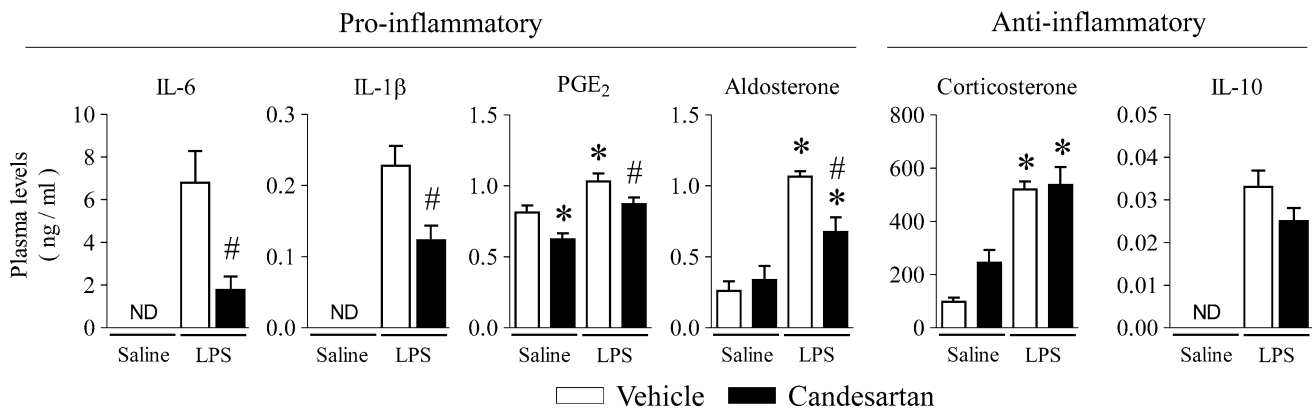 Pro-inflammatory
Anti-inflammatory
IL-6
IL-1β
PGE₂
Aldosterone
Corticosterone
IL-10
Plasma levels
( ng / ml )
10
8
6
4
2
0
ND
#
Saline
LPS
0.3
0.2
0.1
0.0
ND
#
Saline
LPS
1.5
1.0
0.5
0.0
*
*
#
Saline
LPS
1.5
1.0
0.5
0.0
*
#
*
Saline
LPS
800
600
400
200
0
*
*
Saline
LPS
0.05
0.04
0.03
0.02
0.01
0.00
ND
Saline
LPS
Vehicle
Candesartan